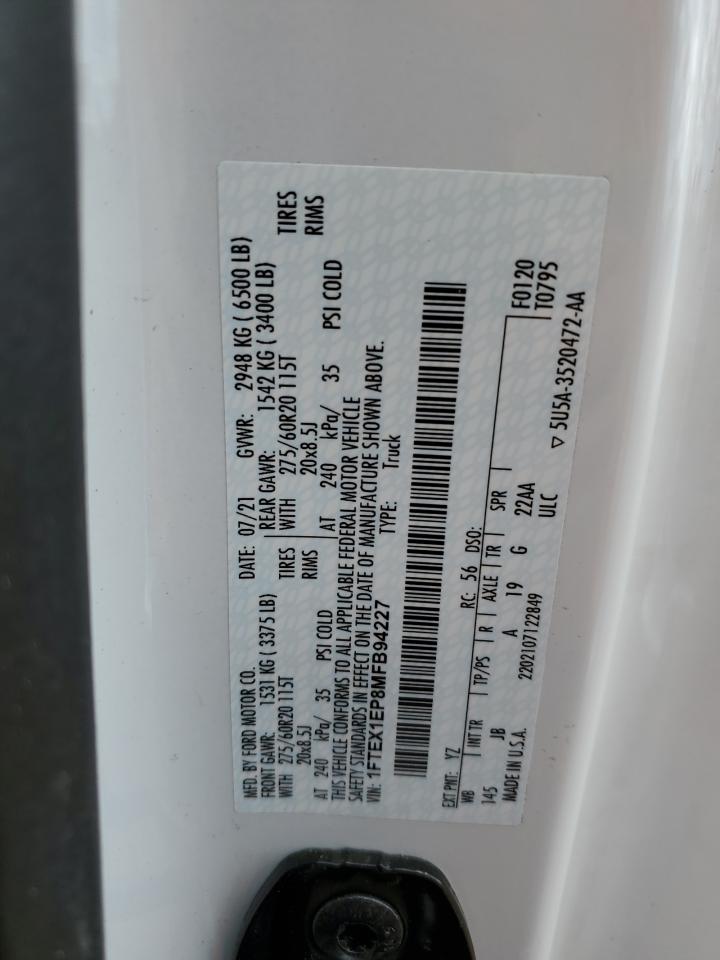 MFD. BY FORD MOTOR CO. DATE: 07/21 GVWR: 2948 KG ( 6500 LB)
FRONT GAWR: 1531 KG ( 3375 LB) REAR GAWR: 1542 KG ( 3400 LB)
WITH 275/60R20 115T TIRES WITH 275/60R20 115T TIRES
20x8.5J RIMS 20x8.5J RIMS
AT 240 kPa/ 35 PSI COLD AT 240 kPa/ 35 PSI COLD
THIS VEHICLE CONFORMS TO ALL APPLICABLE FEDERAL MOTOR VEHICLE
SAFETY STANDARDS IN EFFECT ON THE DATE OF MANUFACTURE SHOWN ABOVE.
VIN: 1FTEX1EP8MFB94227 TYPE: Truck
EXT PNT: YZ RC: 56 DSO: F0120
WB INT TR TP/PS R AXLE TR SPR T0795
145 JB A 19 G 22AA
MADE IN U.S.A. 2202107122849 ULC
▽ 5U5A-3520472-AA